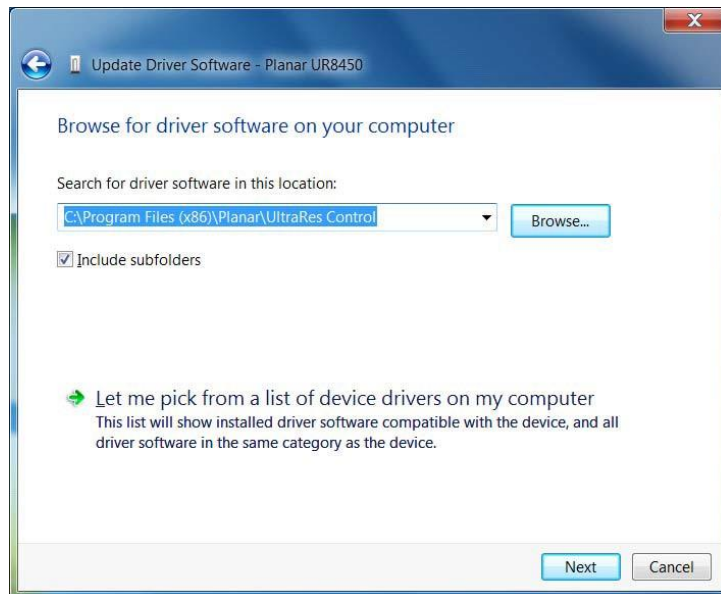 X
Update Driver Software - Planar UR8450
Browse for driver software on your computer
Search for driver software in this location:
C:\Program Files (x86)\Planar\UltraRes Control
Browse...
Include subfolders
Let me pick from a list of device drivers on my computer
This list will show installed driver software compatible with the device, and all
driver software in the same category as the device.
Next
Cancel